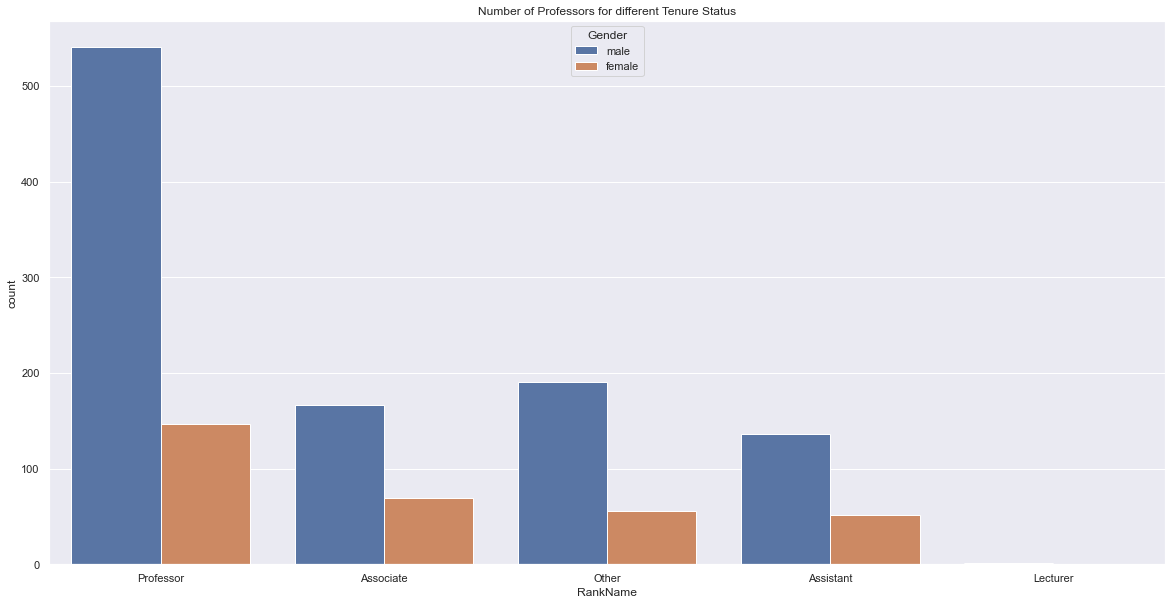 Number of Professors for different Tenure Status
Gender
male
female
500
400
300
200
100
0
count
Professor
Associate
Other
Assistant
Lecturer
RankName